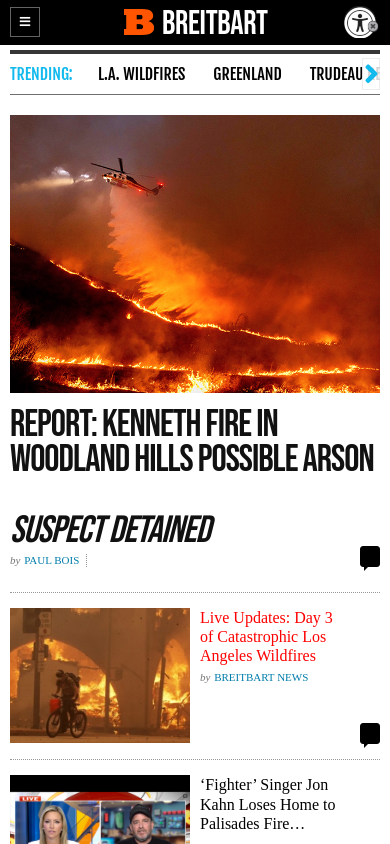 BREITBART
TRENDING: L.A. WILDFIRES GREENLAND TRUDEAU
REPORT: KENNETH FIRE IN
WOODLAND HILLS POSSIBLE ARSON
SUSPECT DETAINED
by PAUL BOIS
Live Updates: Day 3
of Catastrophic Los
Angeles Wildfires
by BREITBART NEWS
LIVE
‘Fighter’ Singer Jon
Kahn Loses Home to
Palisades Fire…